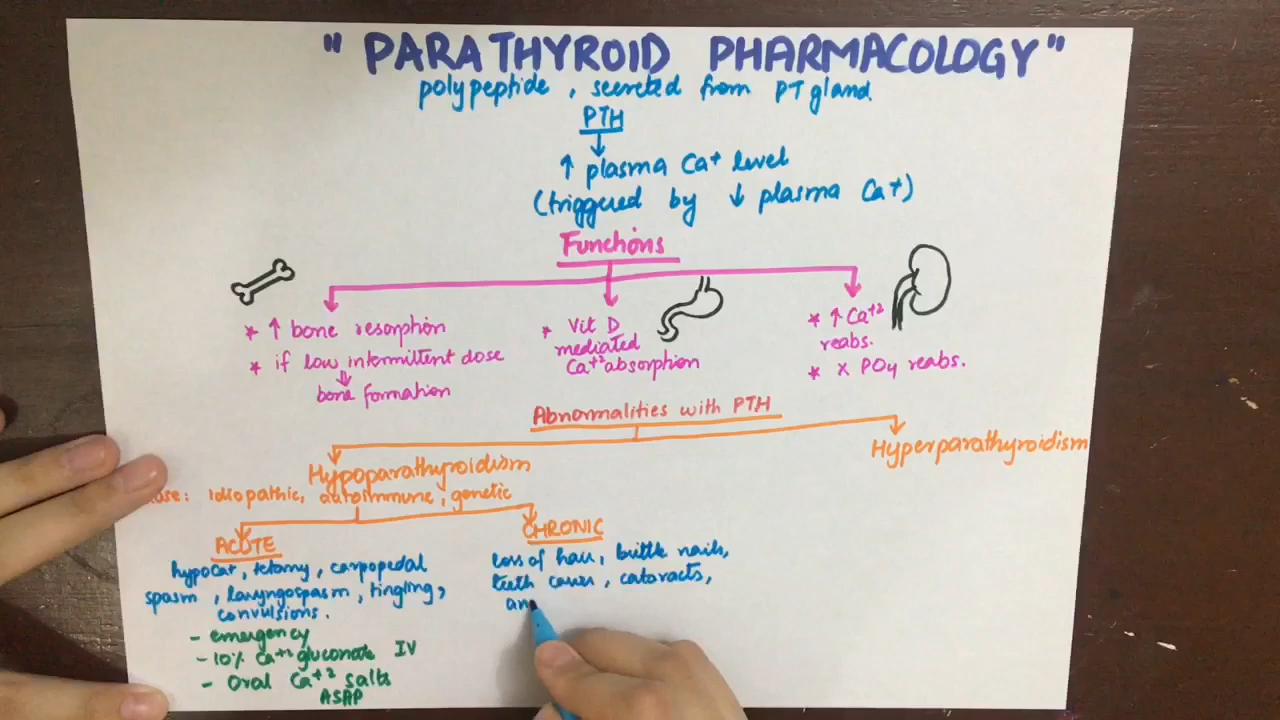 " PARATHYROID PHARMACOLOGY "
polypeptide , secreted from PT gland
PTH
↑ plasma Ca+ level
(triggered by ↓ plasma Ca+)
Functions
* ↑ bone resorption
* if low intermittent dose
bone formation
* Vit D
mediated
Ca+2 absorption
* ↑ Ca+2
reabs.
* x PO4 reabs.
Abnormalities with PTH
Hypoparathyroidism
Hyperparathyroidism
: Idiopathic, autoimmune, genetic
ACUTE
hypoCa+, tetany, carpopedal
spasm , laryngospasm , tingling ,
convulsions .
- emergency
- 10% Ca+2 gluconate IV
- Oral Ca+2 salts
ASAP
CHRONIC
loss of hair, brittle nails,
teeth caries , cataracts,